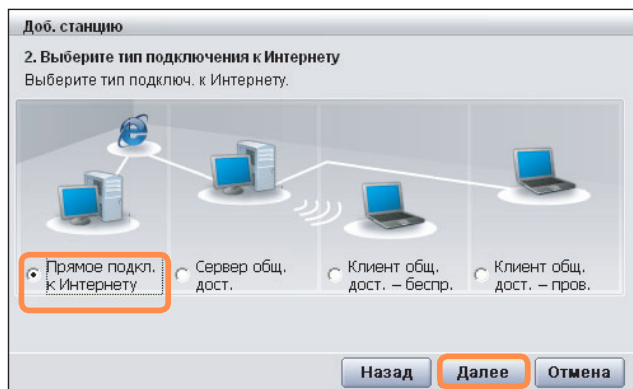 Доб. станцию
2. Выберите тип подключения к Интернету
Выберите тип подключ. к Интернету.
Прямое подкл.
к Интернету
Сервер общ.
дост.
Клиент общ.
дост. – беспр.
Клиент общ.
дост. – пров.
Назад
Далее
Отмена